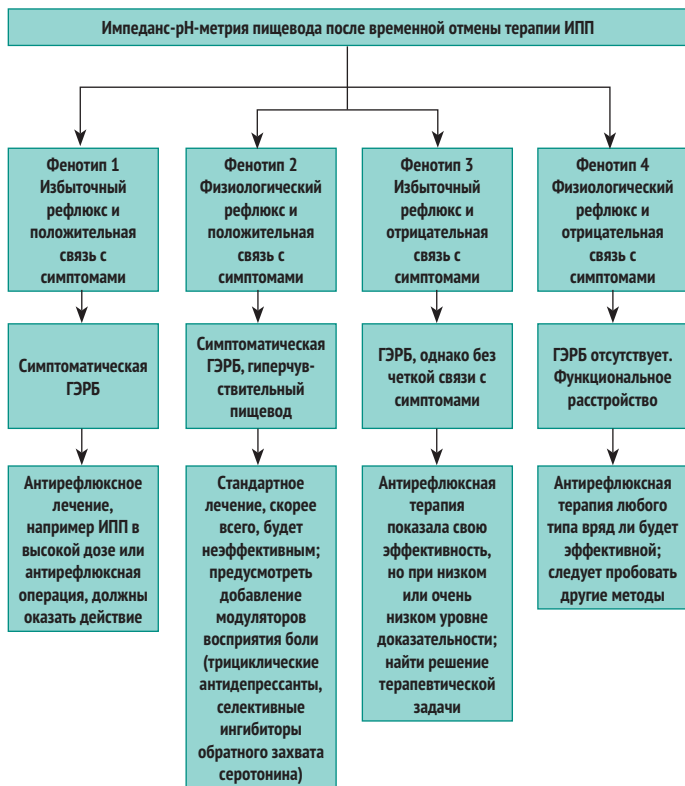 Импеданс-pH-метрия пищевода после временной отмены терапии ИПП
Фенотип 1
Избыточный
рефлюкс и
положительная
связь с
симптомами
Фенотип 2
Физиологический
рефлюкс и
положительная
связь с
симптомами
Фенотип 3
Избыточный
рефлюкс и
отрицательная
связь с
симптомами
Фенотип 4
Физиологический
рефлюкс и
отрицательная
связь с
симптомами
Симптоматическая
ГЭРБ
Симптоматическая
ГЭРБ, гиперчув-
ствительный
пищевод
ГЭРБ, однако без
четкой связи с
симптомами
ГЭРБ отсутствует.
Функциональное
расстройство
Антирефлюксное
лечение,
например ИПП в
высокой дозе или
антирефлюксная
операция, должны
оказать действие
Стандартное
лечение, скорее
всего, будет
неэффективным;
предусмотреть
добавление
модуляторов
восприятия боли
(трициклические
антидепрессанты,
селективные
ингибиторы
обратного захвата
серотонина)
Антирефлюксная
терапия
показала свою
эффективность,
но при низком
или очень
низком уровне
доказательности;
найти решение
терапевтической
задачи
Антирефлюксная
терапия любого
типа вряд ли будет
эффективной;
следует пробовать
другие методы